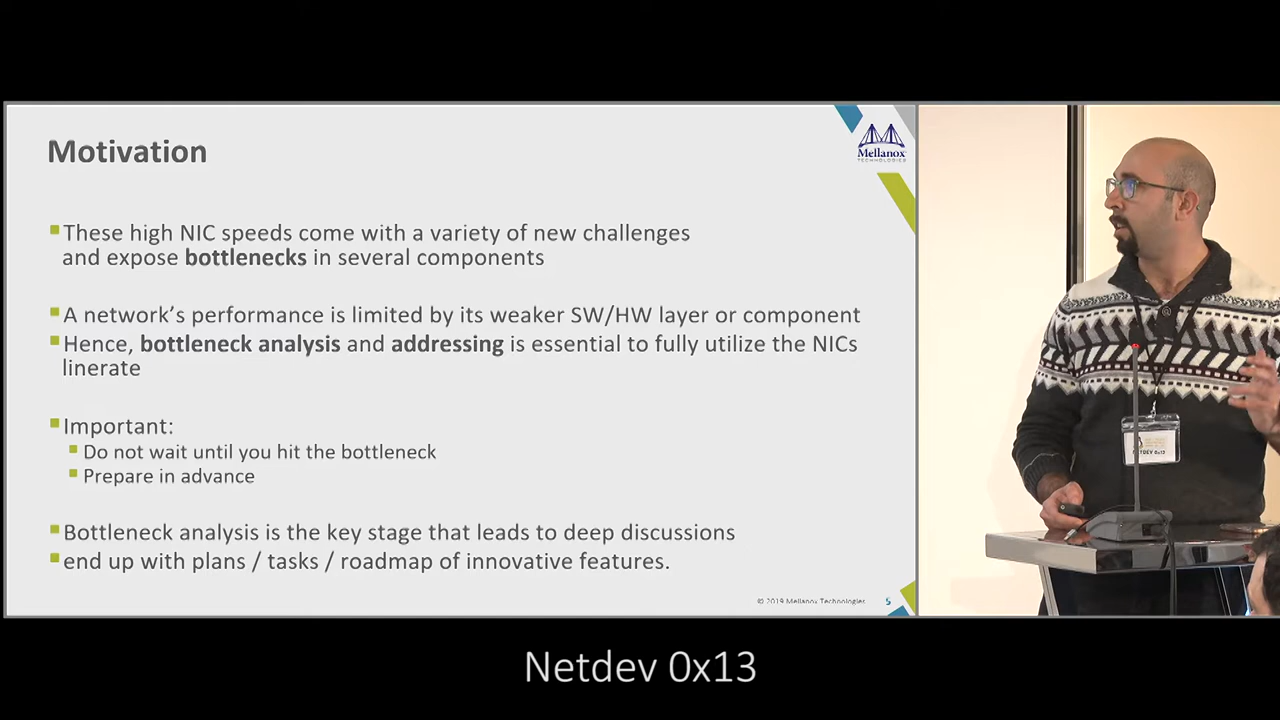 Motivation
Mellanox
TECHNOLOGIES
These high NIC speeds come with a variety of new challenges
and expose bottlenecks in several components
A network's performance is limited by its weaker SW/HW layer or component
Hence, bottleneck analysis and addressing is essential to fully utilize the NICs
linerate
Important:
Do not wait until you hit the bottleneck
Prepare in advance
Bottleneck analysis is the key stage that leads to deep discussions
end up with plans / tasks / roadmap of innovative features.
© 2019 Mellanox Technologies
5
NETDEV 0x13
Netdev 0x13